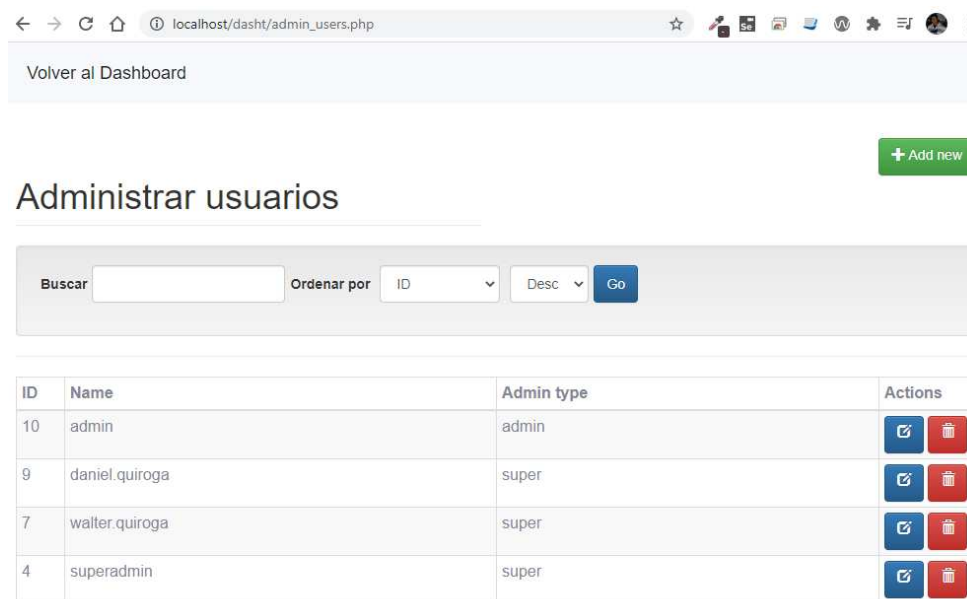 localhost/dasht/admin_users.php
Volver al Dashboard
Add new
Administrar usuarios
Buscar Ordenar por ID Desc Go
ID Name Admin type Actions
10 admin admin
9 daniel.quiroga super
7 walter.quiroga super
4 superadmin super